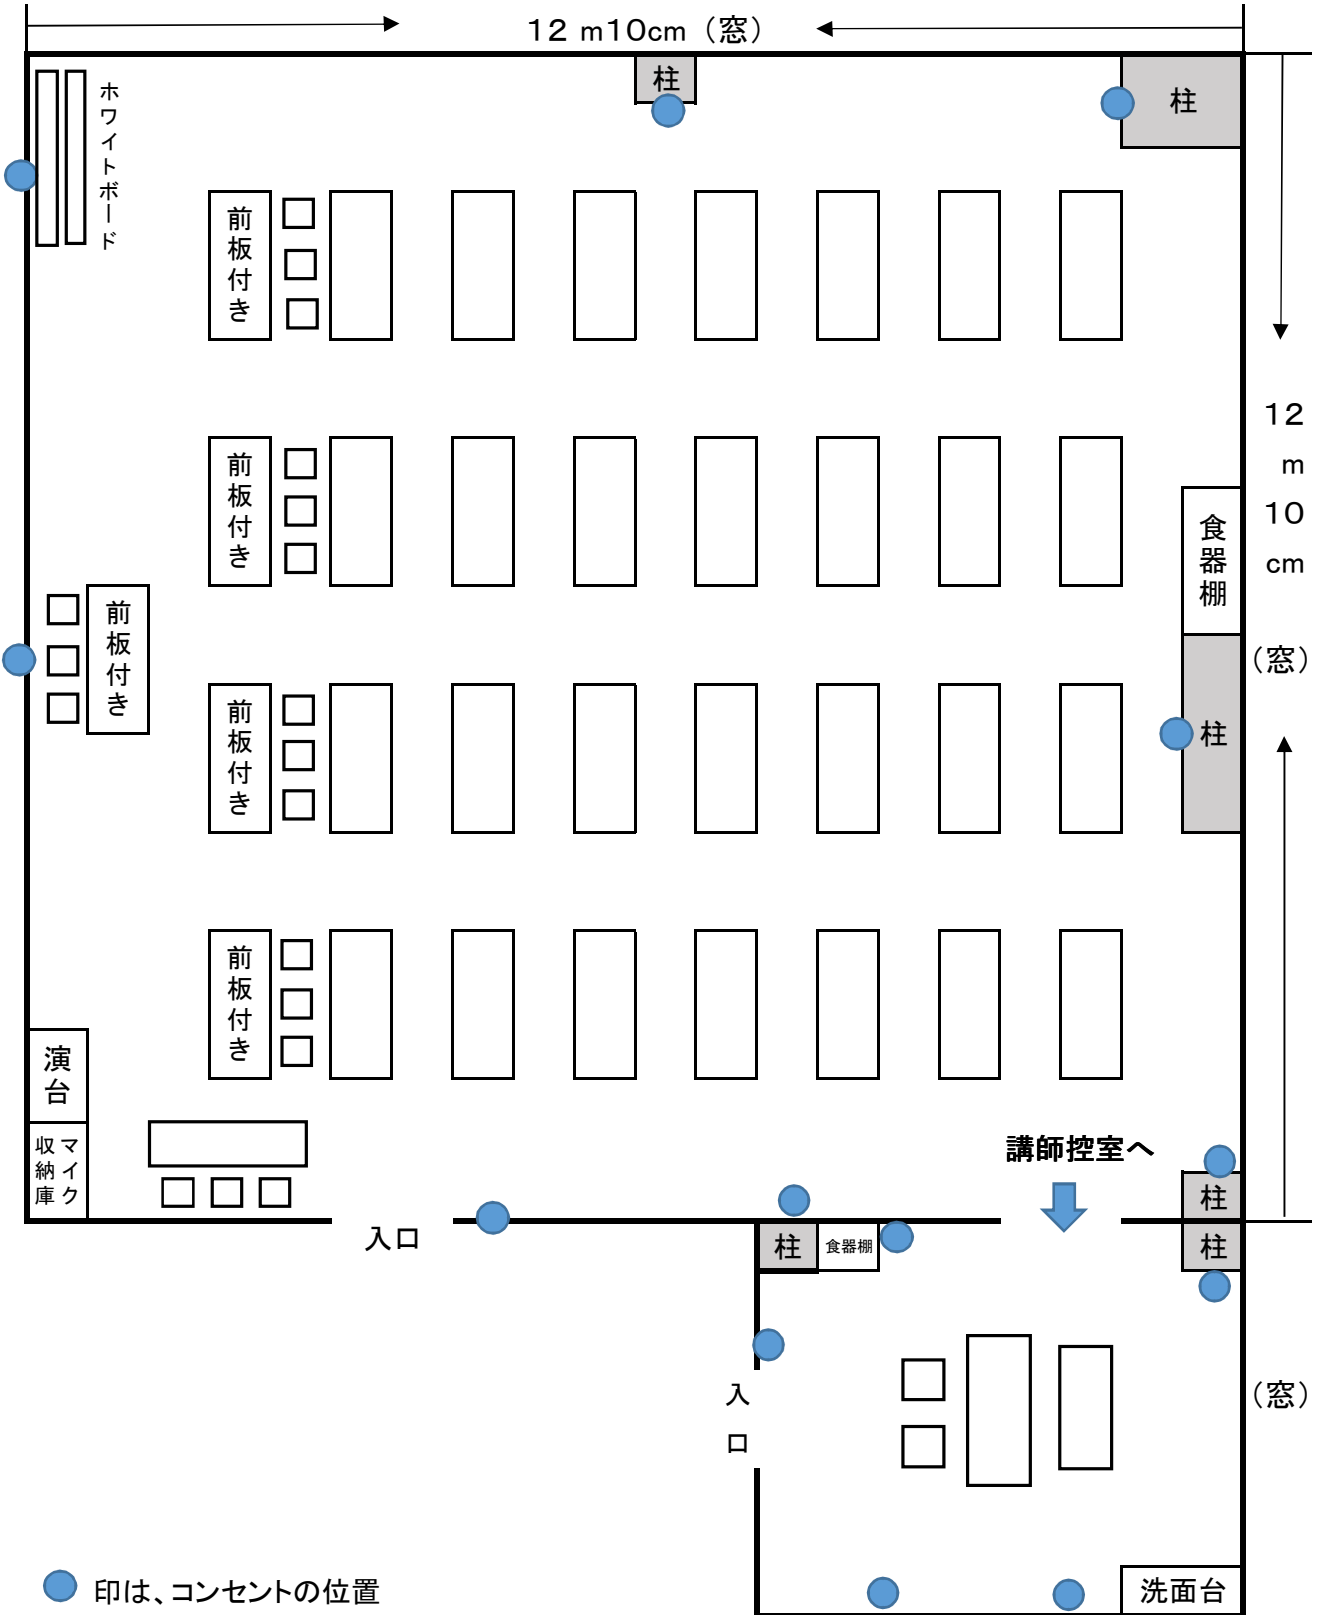 12 m10cm（窓）
柱
柱
ホワイトボード
前板付き
前板付き
12
m
10
cm
（窓）
食器棚
前板付き
前板付き
柱
前板付き
演台
マイク
収納庫
講師控室へ
柱
入口
柱
食器棚
柱
入口
（窓）
洗面台
印は、コンセントの位置